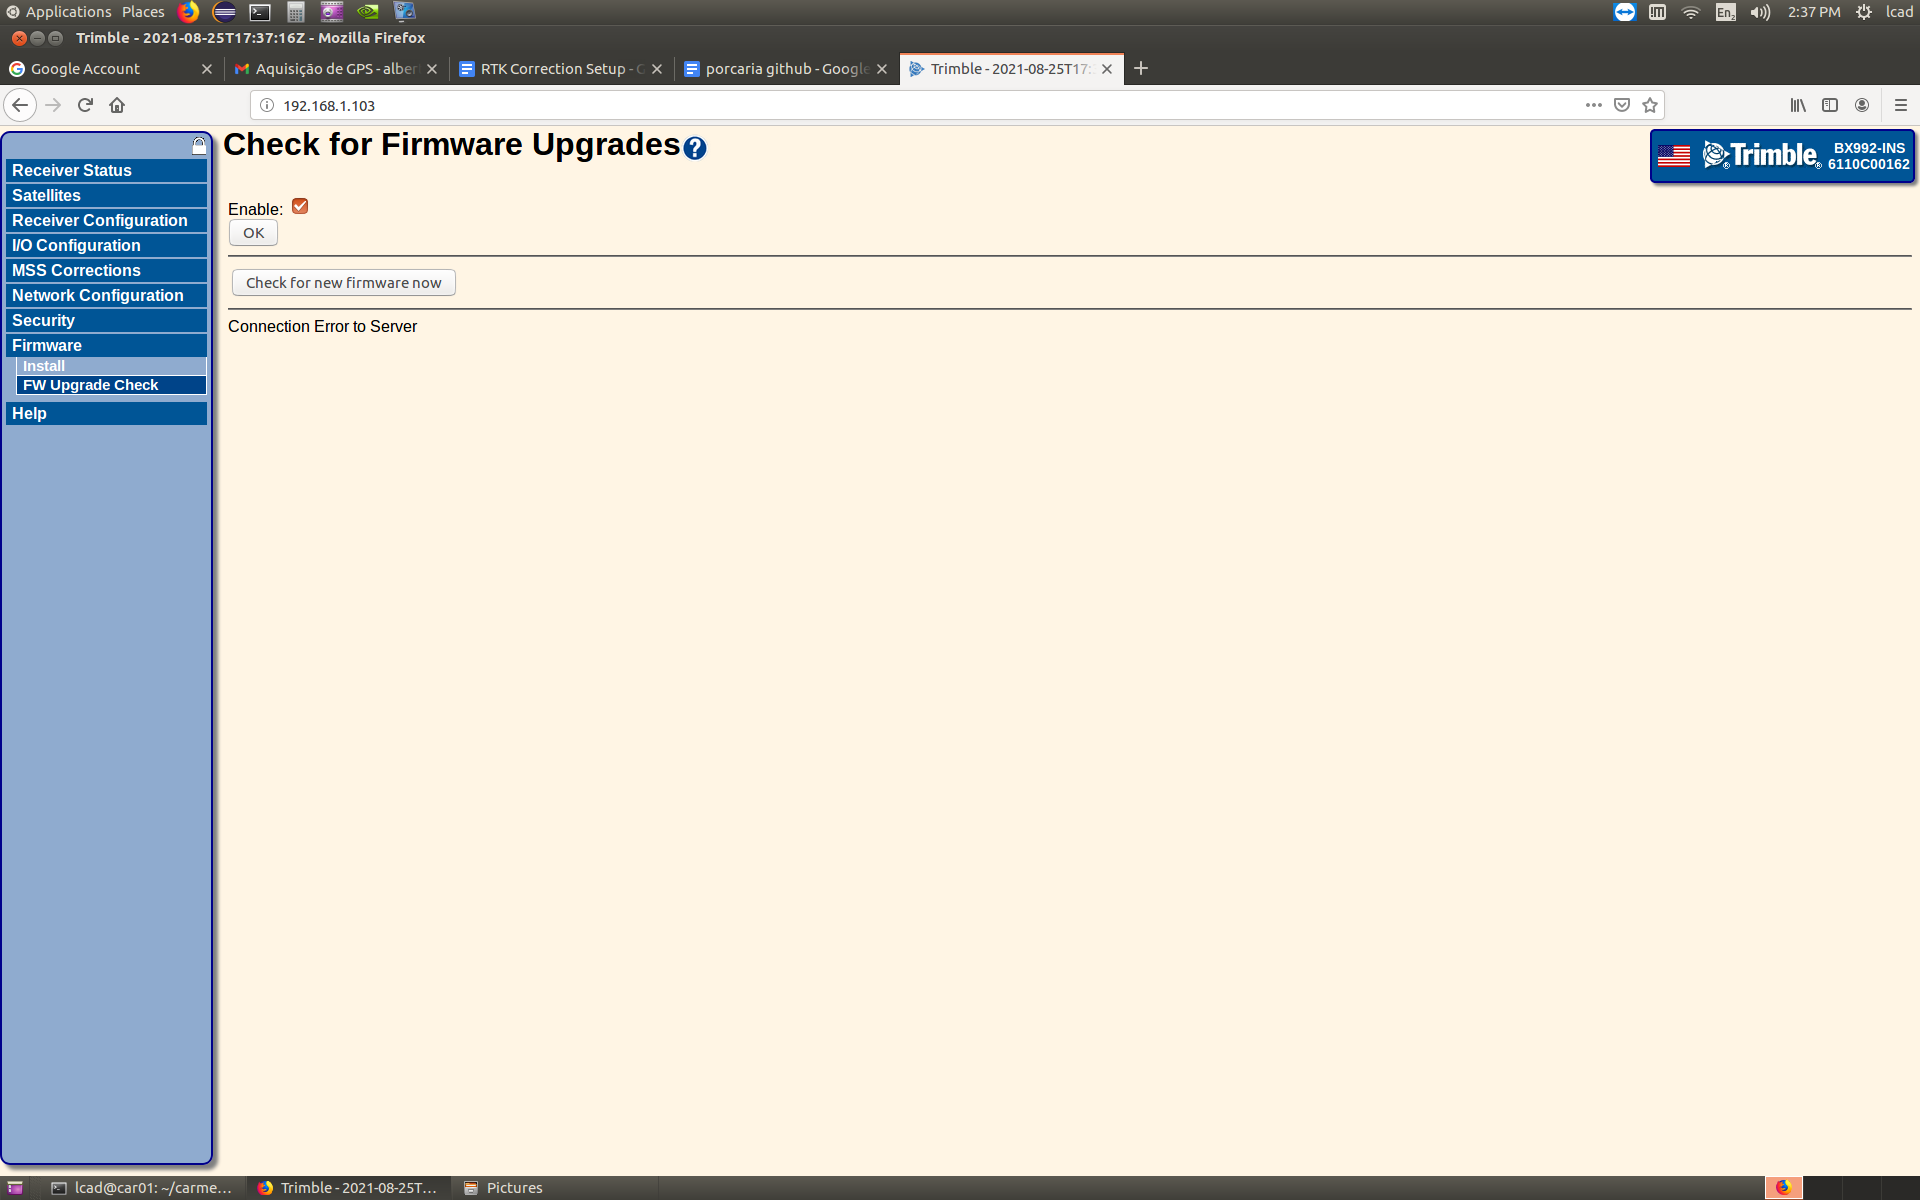 Applications Places
En2
2:37 PM
lcad
Trimble - 2021-08-25T17:37:16Z - Mozilla Firefox
Google Account
Aquisição de GPS - alber
RTK Correction Setup - G
porcaria github - Google
Trimble - 2021-08-25T17:
192.168.1.103
Receiver Status
Satellites
Receiver Configuration
I/O Configuration
MSS Corrections
Network Configuration
Security
Firmware
Install
FW Upgrade Check
Help
Check for Firmware Upgrades
Trimble
BX992-INS
6110C00162
Enable:
OK
Check for new firmware now
Connection Error to Server
lcad@car01: ~/carme...
Trimble - 2021-08-25T...
Pictures